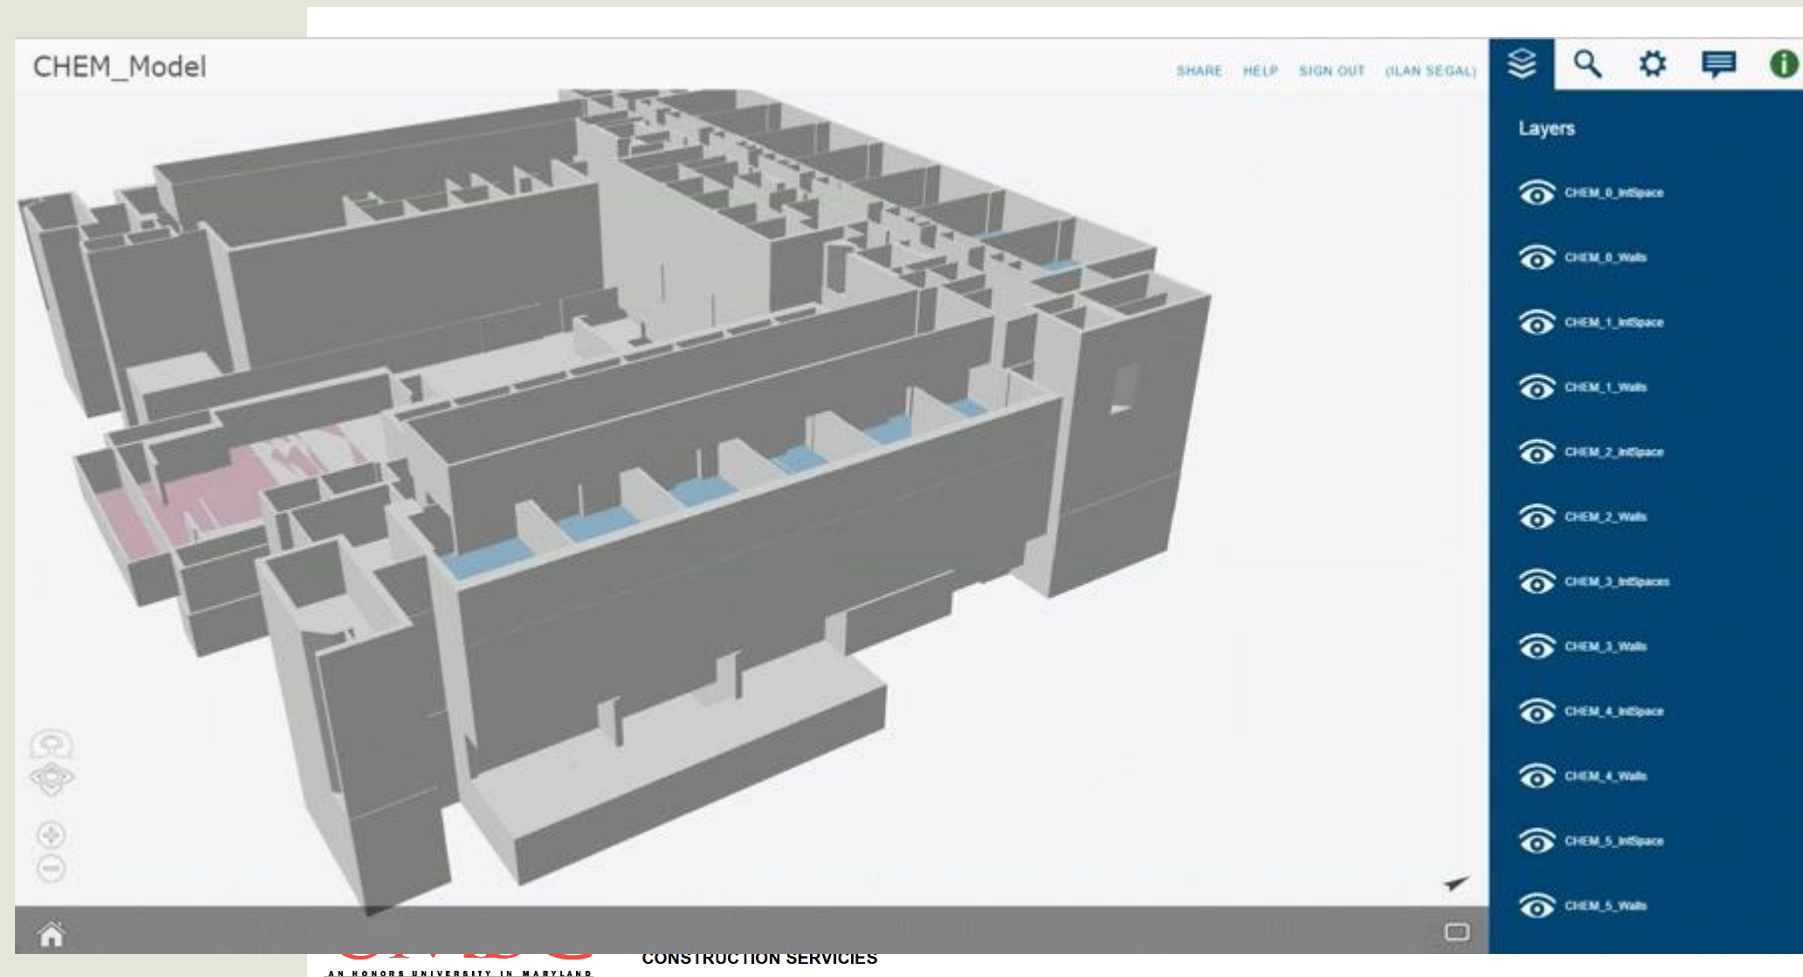 CHEM_Model
SHARE HELP SIGN OUT (ILAN SEGAL)
Layers
CHEM_0_IntSpace
CHEM_0_Walls
CHEM_1_IntSpace
CHEM_1_Walls
CHEM_2_IntSpace
CHEM_2_Walls
CHEM_3_IntSpaces
CHEM_3_Walls
CHEM_4_IntSpace
CHEM_4_Walls
CHEM_5_IntSpace
CHEM_5_Walls
CONSTRUCTION SERVICIES
AN HONORS UNIVERSITY IN MARYLAND